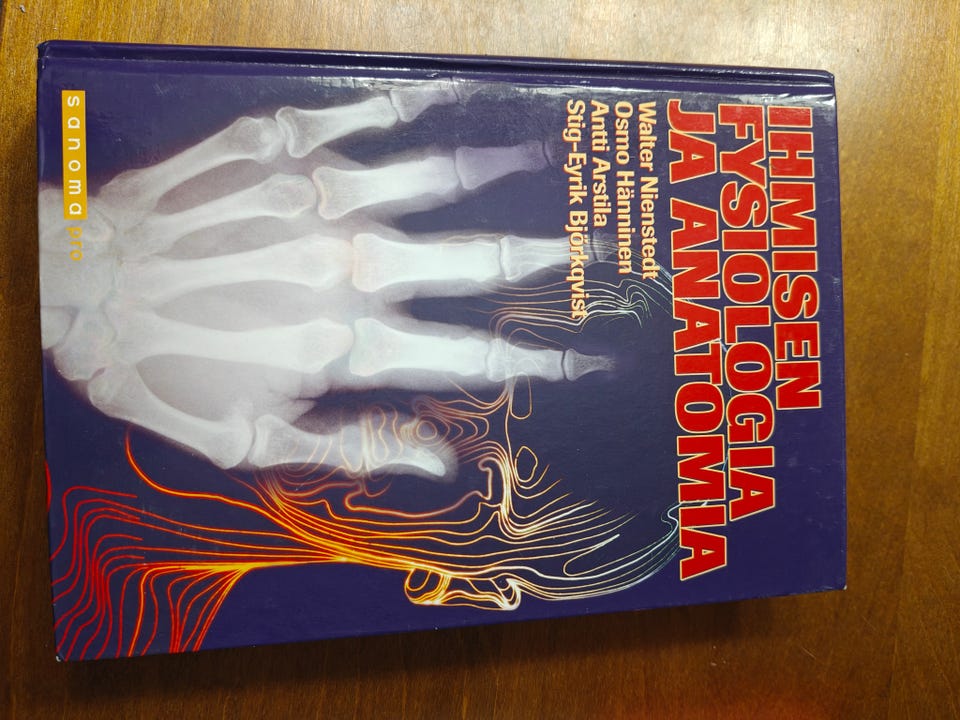 IHMISEN
FYSIOLOGIA
JA ANATOMIA
Walter Nienstedt
Osmo Hänninen
Antti Arstila
Stig-Eyrik Björkqvist
sanoma pro